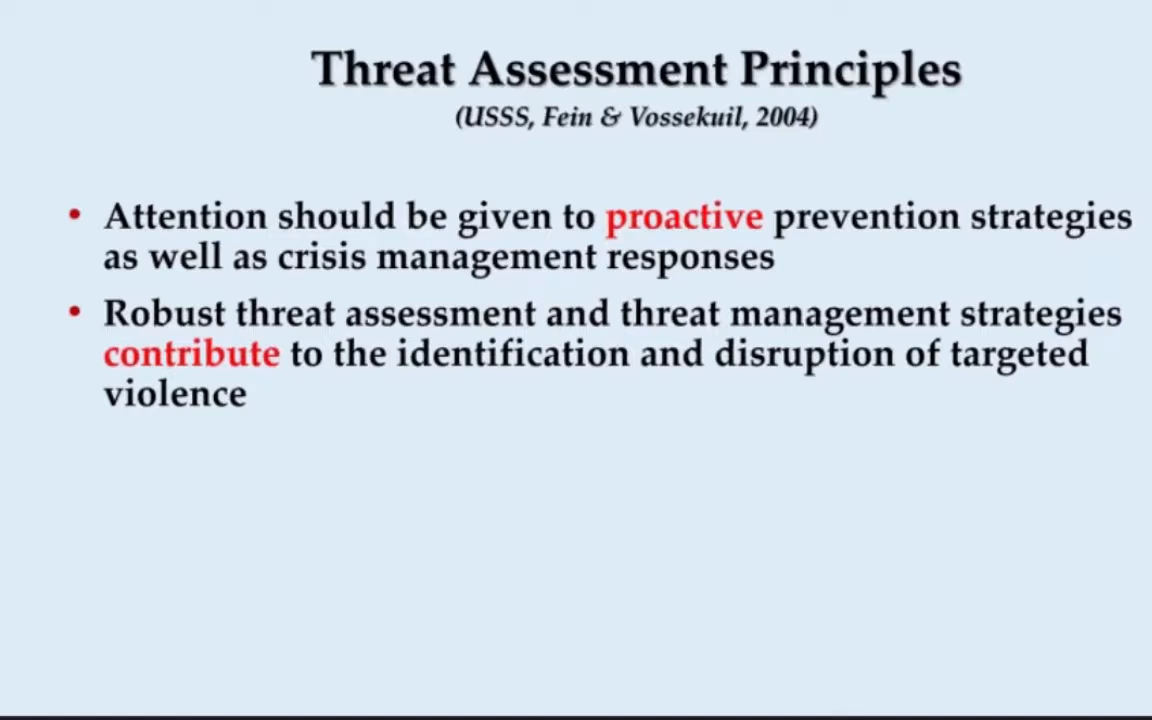 Threat Assessment Principles
(USSS, Fein & Vossekuil, 2004)
• Attention should be given to proactive prevention strategies
as well as crisis management responses
• Robust threat assessment and threat management strategies
contribute to the identification and disruption of targeted
violence